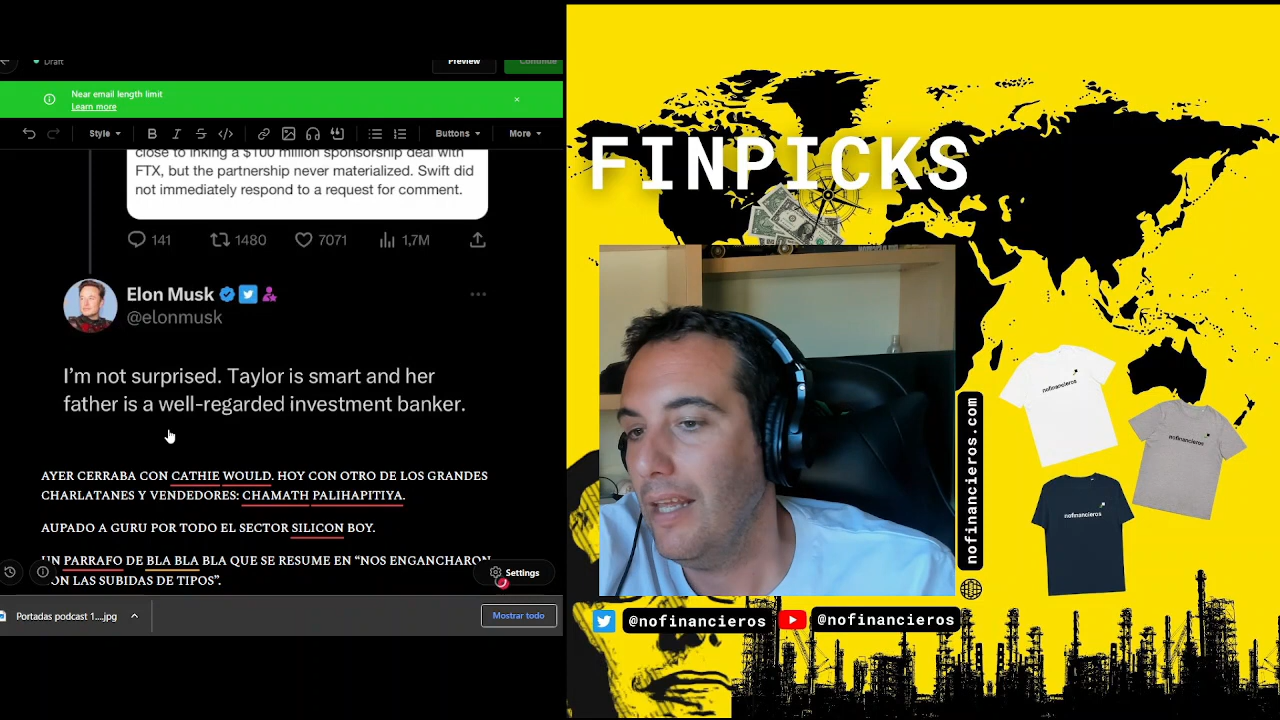 Draft
Preview
Continue
Near email length limit
Learn more
Style
B
I
S
Buttons
More
close to inking a $100 million sponsorship deal with
FTX, but the partnership never materialized. Swift did
not immediately respond to a request for comment.
141
1480
7071
1,7M
Elon Musk
@elonmusk
I'm not surprised. Taylor is smart and her
father is a well-regarded investment banker.
AYER CERRABA CON CATHIE WOULD. HOY CON OTRO DE LOS GRANDES
CHARLATANES Y VENDEDORES: CHAMATH PALIHAPITIYA.
AUPADO A GURU POR TODO EL SECTOR SILICON BOY.
UN PARRAFO DE BLA BLA BLA QUE SE RESUME EN “NOS ENGANCHARON
CON LAS SUBIDAS DE TIPOS”.
Settings
Portadas podcast 1....jpg
Mostrar todo
FINPICKS
nofinancieros
nofinancieros
nofinancieros
nofinancieros.com
@nofinancieros
@nofinancieros